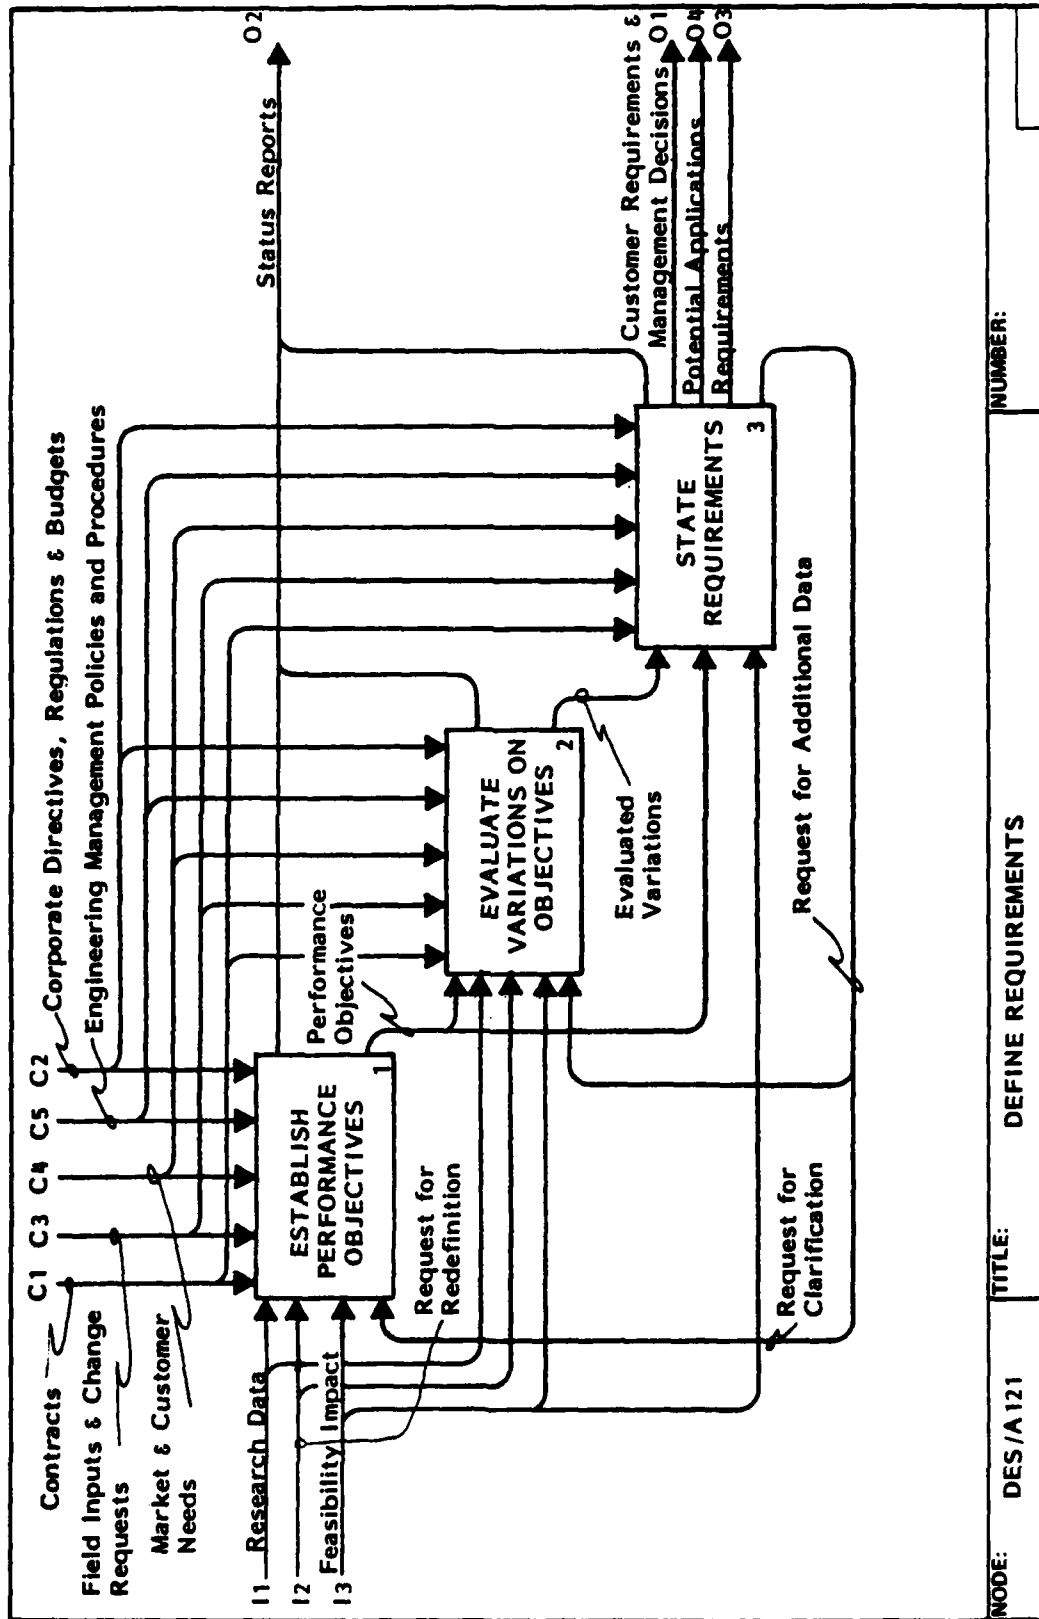 C1 C3 C4 C5 C2
Corporate Directives, Regulations & Budgets
Engineering Management Policies and Procedures
Contracts
Field Inputs & Change
Requests
Market & Customer
Needs
O2
Status Reports
I1
Research Data
I2
I3
Feasibility Impact
ESTABLISH
PERFORMANCE
OBJECTIVES
1
Performance
Objectives
Request for
Redefinition
EVALUATE
VARIATIONS ON
OBJECTIVES
2
Evaluated
Variations
STATE
REQUIREMENTS
3
Customer Requirements &
Management Decisions
O1
Potential Applications
O4
Requirements
O3
Request for
Clarification
Request for Additional Data
NODE:
DES/A121
TITLE:
DEFINE REQUIREMENTS
NUMBER: